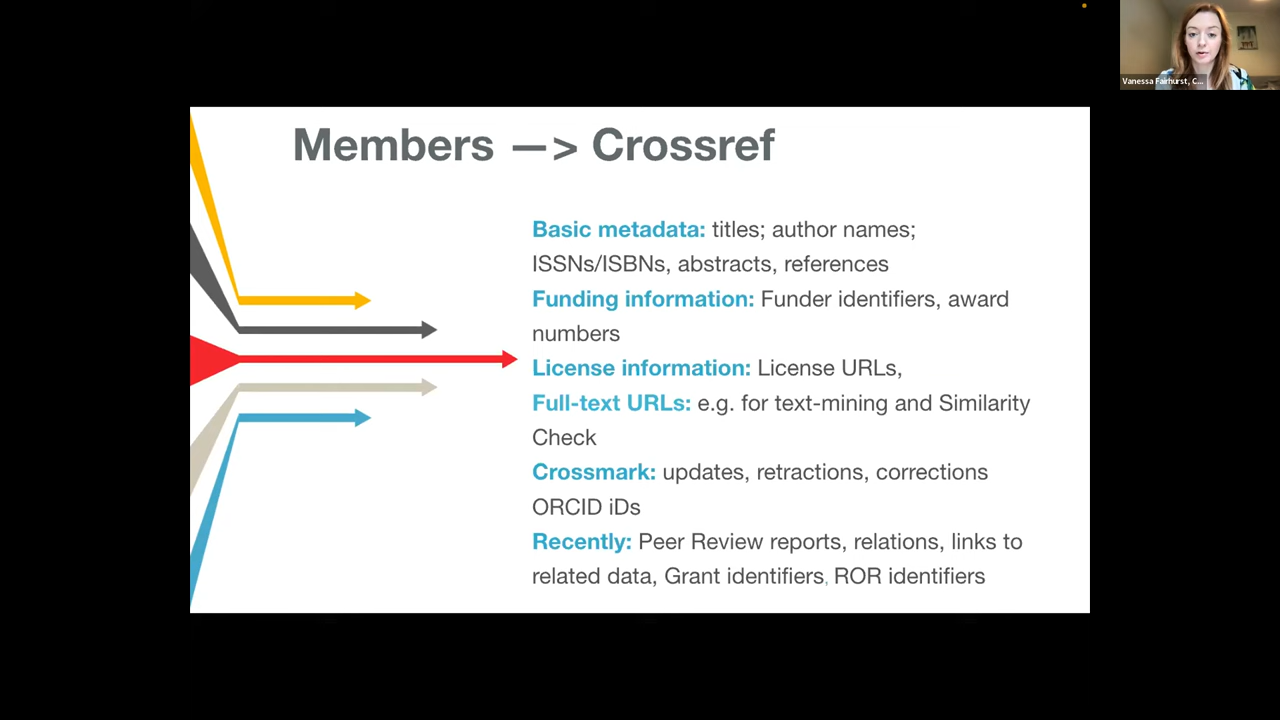 Vanessa Fairhurst, C...
Members —> Crossref
Basic metadata: titles; author names;
ISSNs/ISBNs, abstracts, references
Funding information: Funder identifiers, award
numbers
License information: License URLs,
Full-text URLs: e.g. for text-mining and Similarity
Check
Crossmark: updates, retractions, corrections
ORCID iDs
Recently: Peer Review reports, relations, links to
related data, Grant identifiers, ROR identifiers